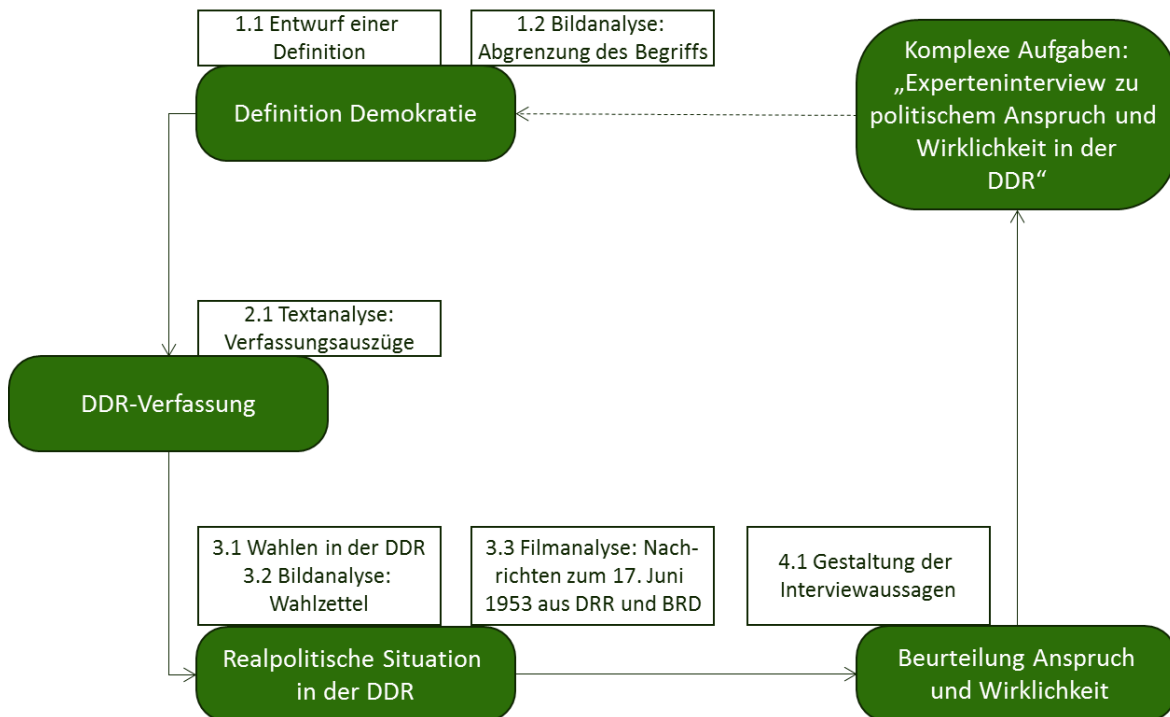 1.1 Entwurf einer
Definition
1.2 Bildanalyse:
Abgrenzung des Begriffs
Definition Demokratie
Komplexe Aufgaben:
„Experteninterview zu
politischem Anspruch und
Wirklichkeit in der
DDR“
2.1 Textanalyse:
Verfassungsauszüge
DDR-Verfassung
3.1 Wahlen in der DDR
3.2 Bildanalyse:
Wahlzettel
3.3 Filmanalyse: Nach-
richten zum 17. Juni
1953 aus DRR und BRD
Realpolitische Situation
in der DDR
4.1 Gestaltung der
Interviewaussagen
Beurteilung Anspruch
und Wirklichkeit